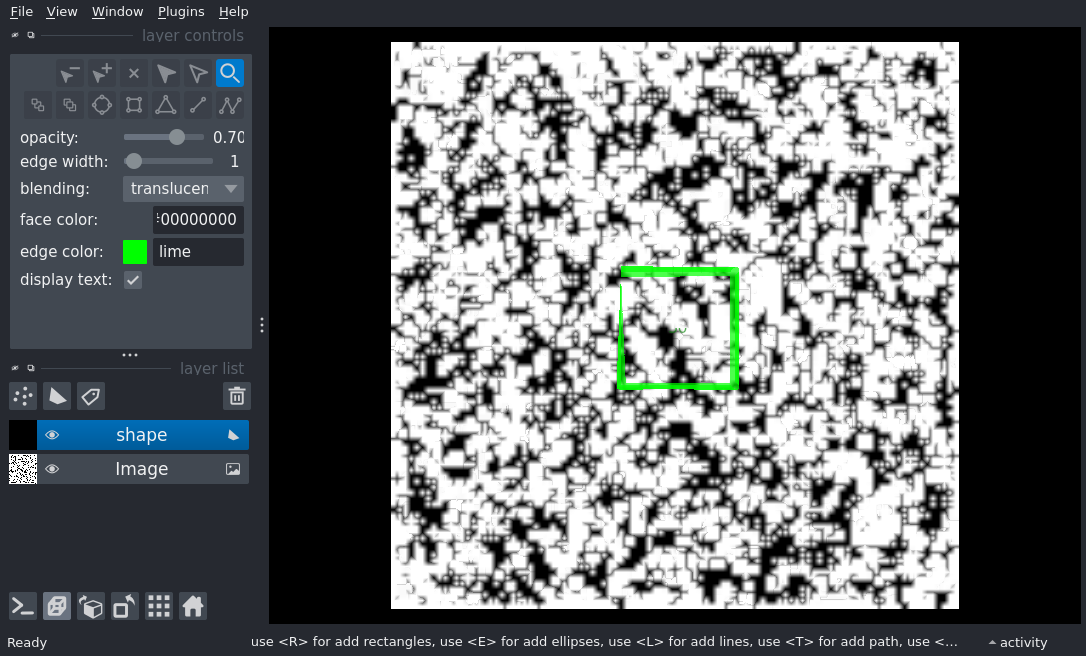 File View Window Plugins Help
layer controls
opacity: 0.70
edge width: 1
blending: translucen
face color: 00000000
edge color: lime
display text:
layer list
shape
Image
Ready use <R> for add rectangles, use <E> for add ellipses, use <L> for add lines, use <T> for add path, use <... activity